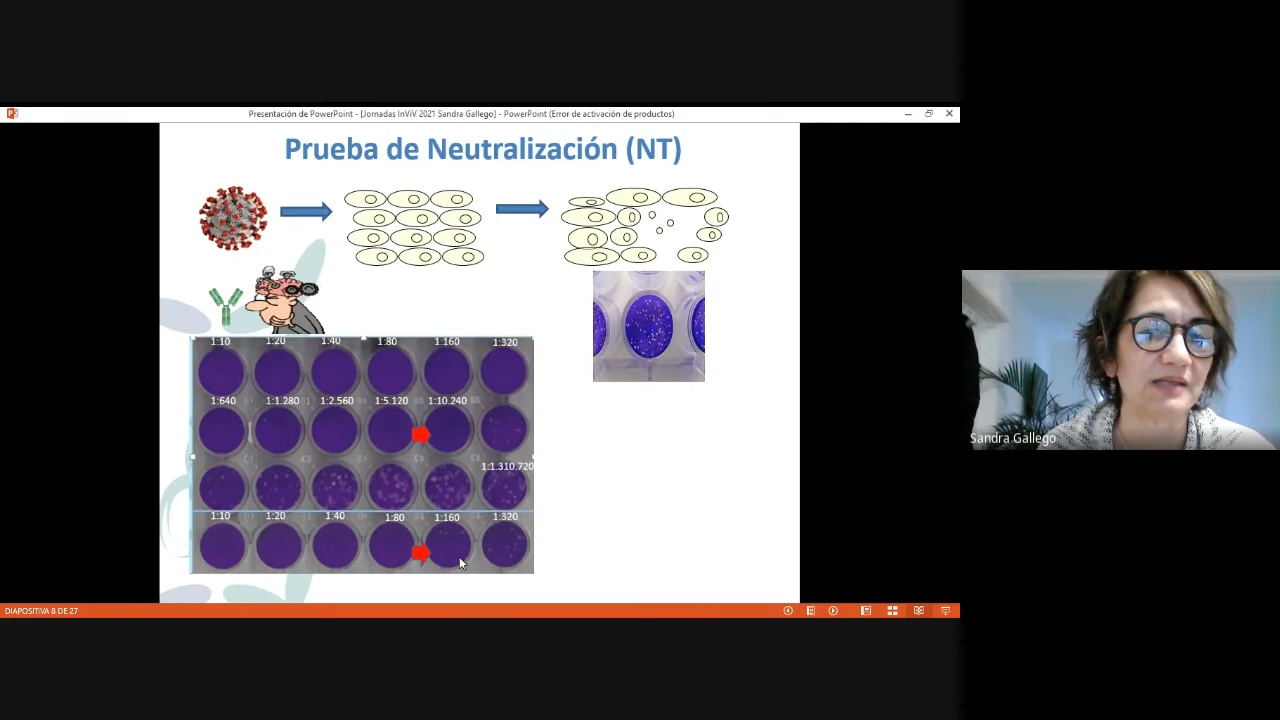 Presentación de PowerPoint - [Jornadas InViV 2021 Sandra Gallego] - PowerPoint (Error de activación de productos)
Prueba de Neutralización (NT)
1:10 1:20 1:40 1:80 1:160 1:320
1:640 1:1.280 1:2.560 1:5.120 1:10.240
1:1.310.720
1:10 1:20 1:40 1:80 1:160 1:320
Sandra Gallego
DIAPOSITIVA 8 DE 27